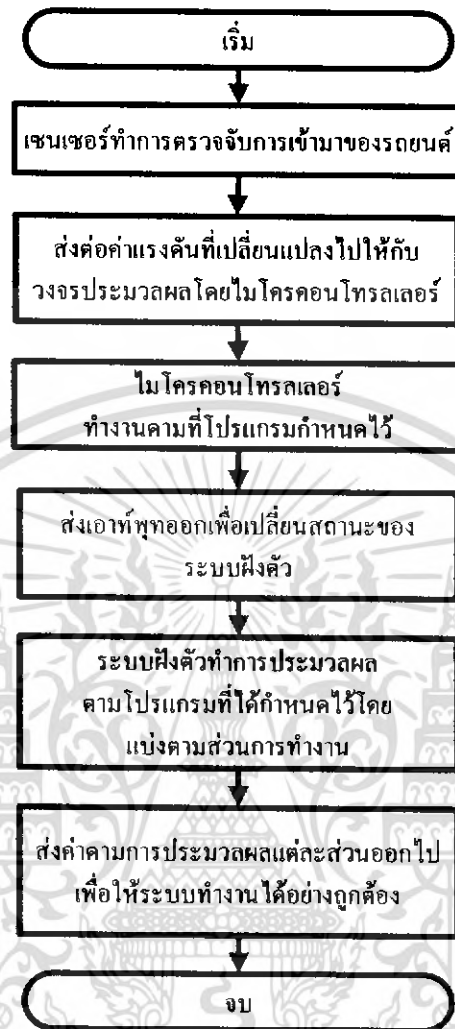 เริ่ม
เซนเซอร์ทำการตรวจจับการเข้ามาของรถยนต์
ส่งต่อค่าแรงดันที่เปลี่ยนแปลงไปให้กับ
วงจรประมวลผลโดยไมโครคอนโทรลเลอร์
ไมโครคอนโทรลเลอร์
ทำงานตามที่โปรแกรมกำหนดไว้
ส่งเอาท์พุทออกเพื่อเปลี่ยนสถานะของ
ระบบฝังตัว
ระบบฝังตัวทำการประมวลผล
ตามโปรแกรมที่ได้กำหนดไว้โดย
แบ่งตามส่วนการทำงาน
ส่งค่าตามการประมวลผลแต่ละส่วนออกไป
เพื่อให้ระบบทำงานได้อย่างถูกต้อง
จบ